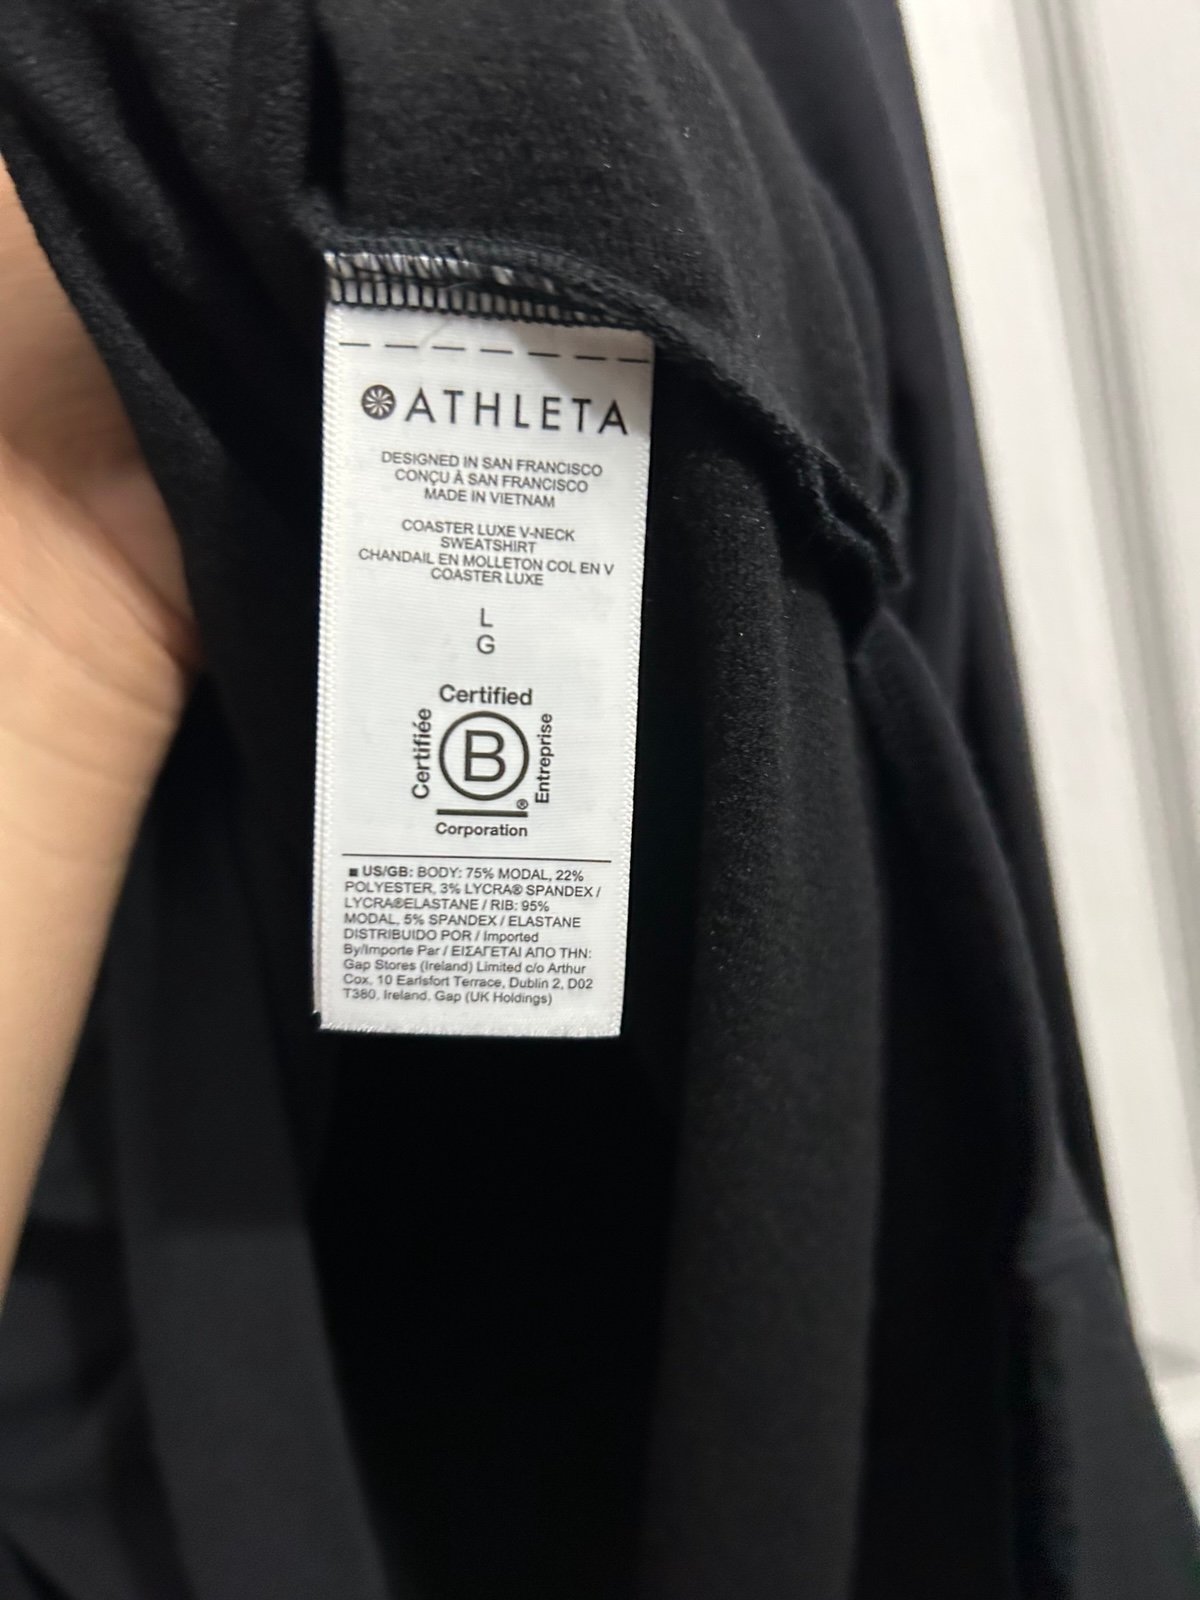 ATHLETA
DESIGNED IN SAN FRANCISCO
CONÇU À SAN FRANCISCO
MADE IN VIETNAM
COASTER LUXE V-NECK
SWEATSHIRT
CHANDAIL EN MOLLETON COL EN V
COASTER LUXE
L
G
Certified
Certifiée
B
Entreprise
®
Corporation
■ US/GB: BODY: 75% MODAL, 22%
POLYESTER, 3% LYCRA® SPANDEX /
LYCRA®ELASTANE / RIB: 95%
MODAL, 5% SPANDEX / ELASTANE
DISTRIBUIDO POR / Imported
By/Importe Par / ΕΙΣΑΓΕΤΑΙ ΑΠΟ ΤΗΝ:
Gap Stores (Ireland) Limited c/o Arthur
Cox, 10 Earlsfort Terrace, Dublin 2, D02
T380, Ireland. Gap (UK Holdings)